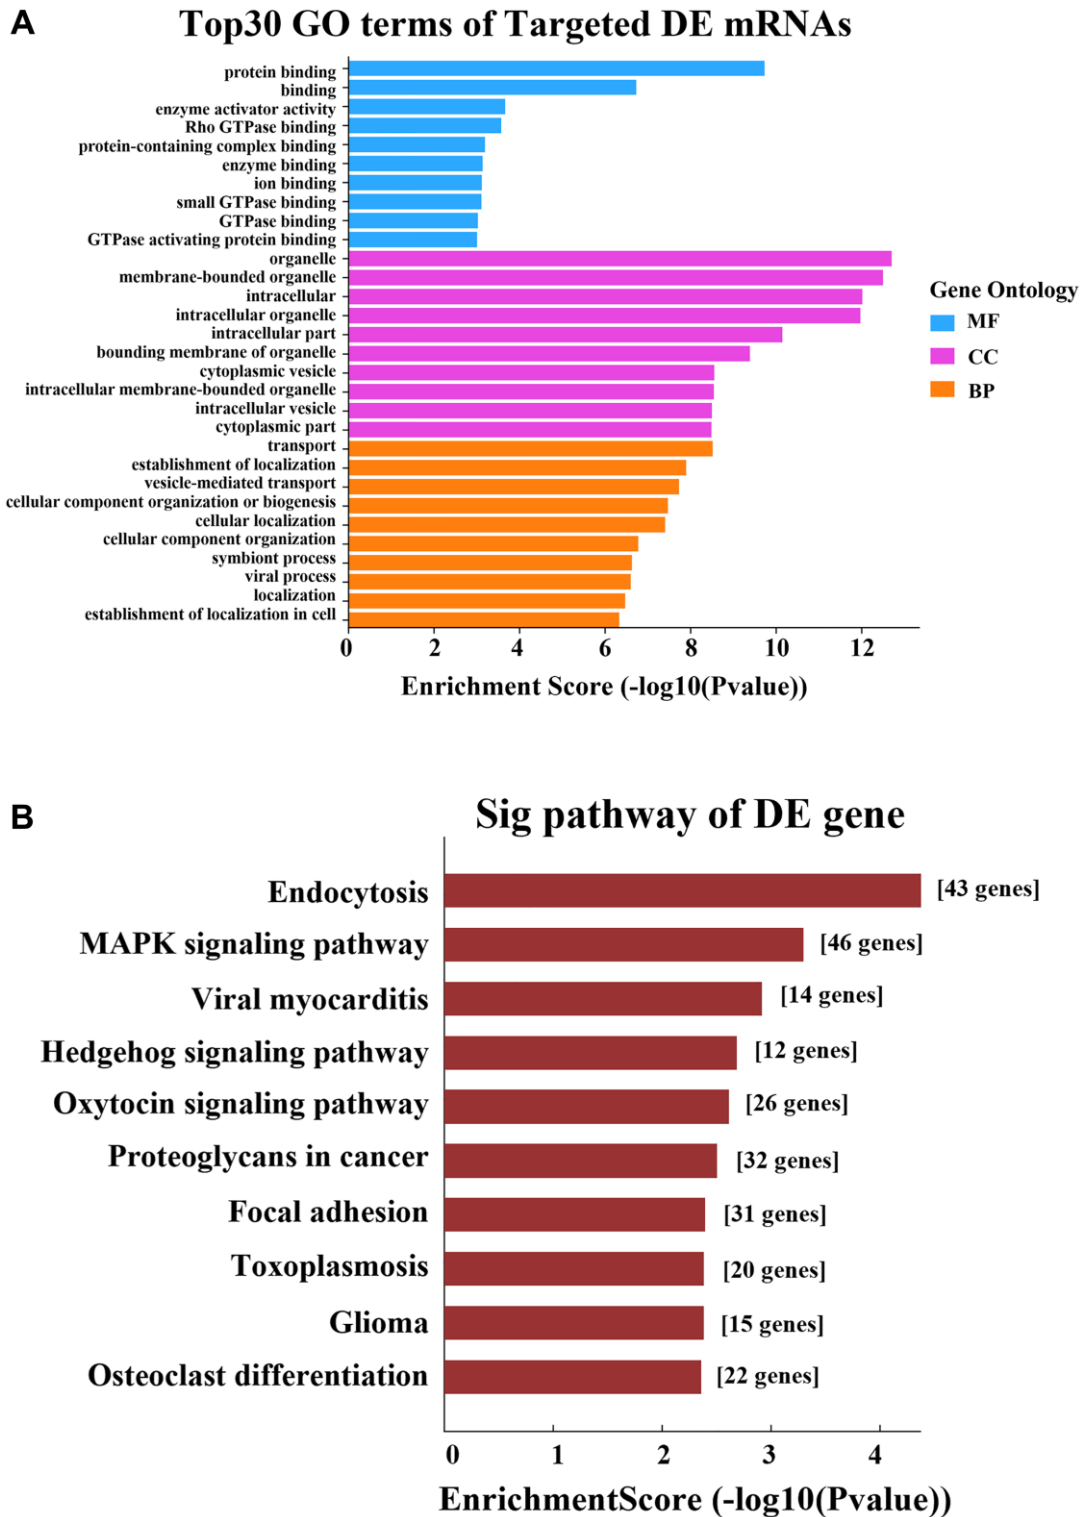 A
Top30 GO terms of Targeted DE mRNAs
protein binding
binding
enzyme activator activity
Rho GTPase binding
protein-containing complex binding
enzyme binding
ion binding
small GTPase binding
GTPase binding
GTPase activating protein binding
organelle
membrane-bounded organelle
intracellular
intracellular organelle
intracellular part
bounding membrane of organelle
cytoplasmic vesicle
intracellular membrane-bounded organelle
intracellular vesicle
cytoplasmic part
transport
establishment of localization
vesicle-mediated transport
cellular component organization or biogenesis
cellular localization
cellular component organization
symbiont process
viral process
localization
establishment of localization in cell
0 2 4 6 8 10 12
Enrichment Score (-log10(Pvalue))
Gene Ontology
MF
CC
BP
B
Sig pathway of DE gene
Endocytosis [43 genes]
MAPK signaling pathway [46 genes]
Viral myocarditis [14 genes]
Hedgehog signaling pathway [12 genes]
Oxytocin signaling pathway [26 genes]
Proteoglycans in cancer [32 genes]
Focal adhesion [31 genes]
Toxoplasmosis [20 genes]
Glioma [15 genes]
Osteoclast differentiation [22 genes]
0 1 2 3 4
EnrichmentScore (-log10(Pvalue))